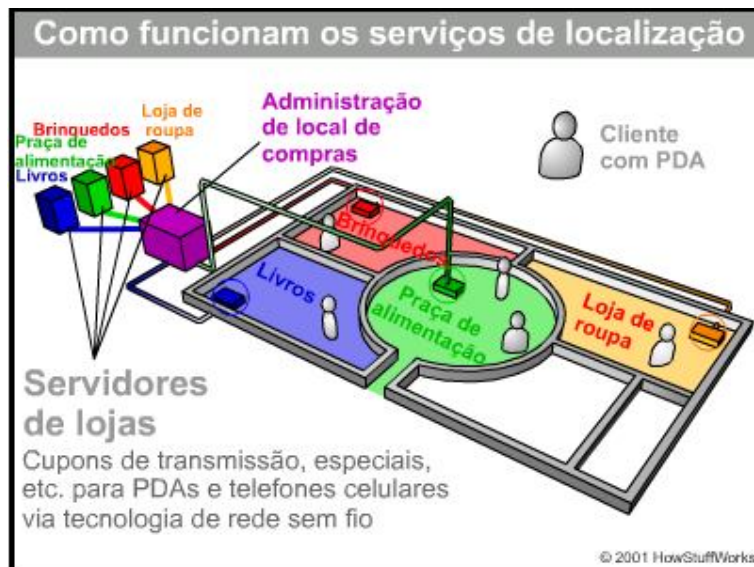 Como funcionam os serviços de localização
Loja de
roupa
Brinquedos
Praça de
alimentação
Livros
Administração
de local de
compras
Cliente
com PDA
Brinquedos
Livros
Praça de
alimentação
Loja de
roupa
Servidores
de lojas
Cupons de transmissão, especiais,
etc. para PDAs e telefones celulares
via tecnologia de rede sem fio
© 2001 HowStuffWorks